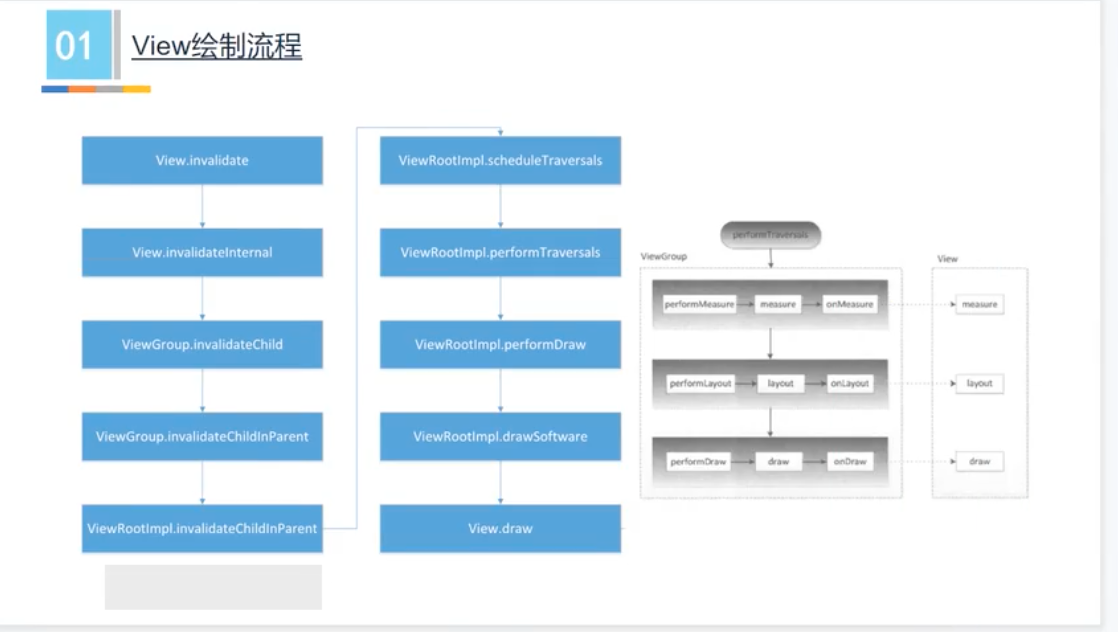 01
View绘制流程
View.invalidate
View.invalidateInternal
ViewGroup.invalidateChild
ViewGroup.invalidateChildInParent
ViewRootImpl.invalidateChildInParent
ViewRootImpl.scheduleTraversals
ViewRootImpl.performTraversals
ViewRootImpl.performDraw
ViewRootImpl.drawSoftware
View.draw
performTraversals
ViewGroup
performMeasure measure onMeasure
performLayout layout onLayout
performDraw draw onDraw
View
measure
layout
draw